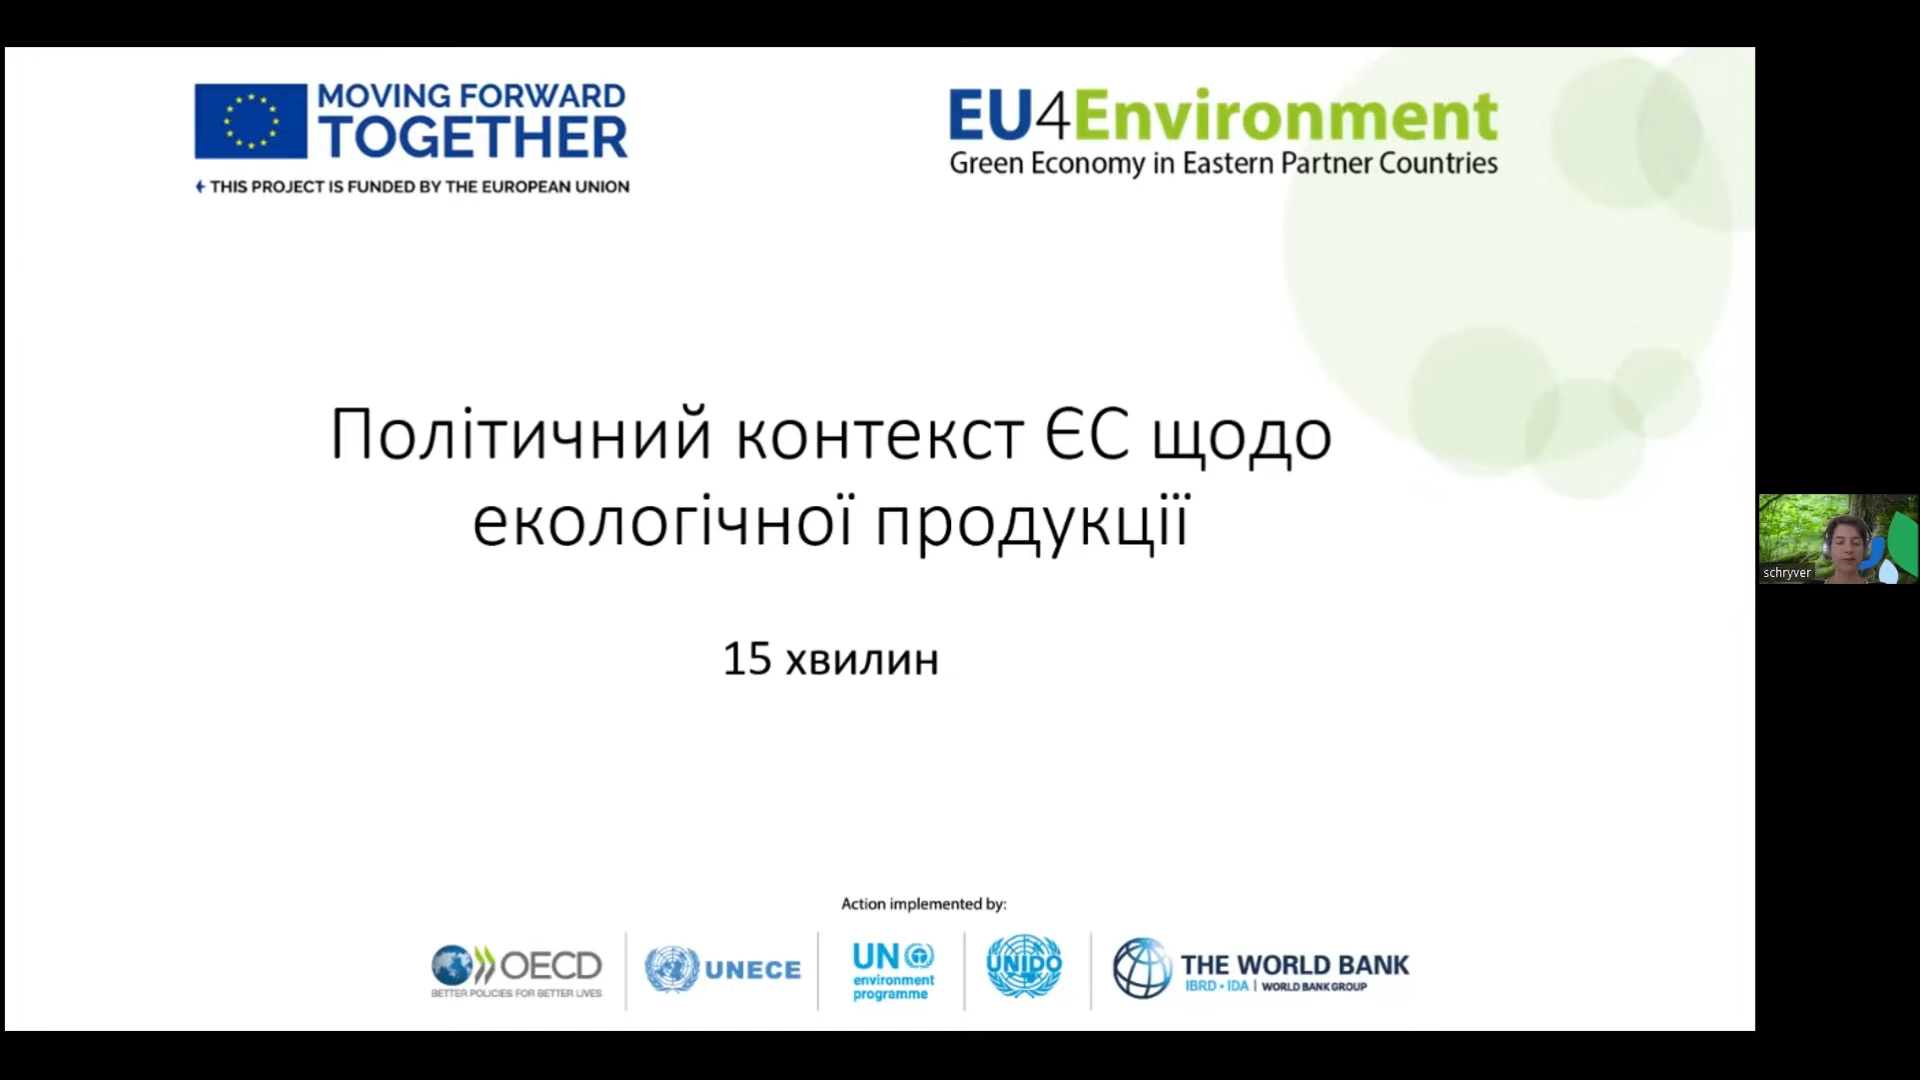 MOVING FORWARD
TOGETHER
THIS PROJECT IS FUNDED BY THE EUROPEAN UNION
EU4Environment
Green Economy in Eastern Partner Countries
Політичний контекст ЄС щодо
екологічної продукції
15 хвилин
schryver
Action implemented by:
OECD
BETTER POLICIES FOR BETTER LIVES
UNECE
UN
environment
programme
UNIDO
THE WORLD BANK
IBRD • IDA | WORLD BANK GROUP